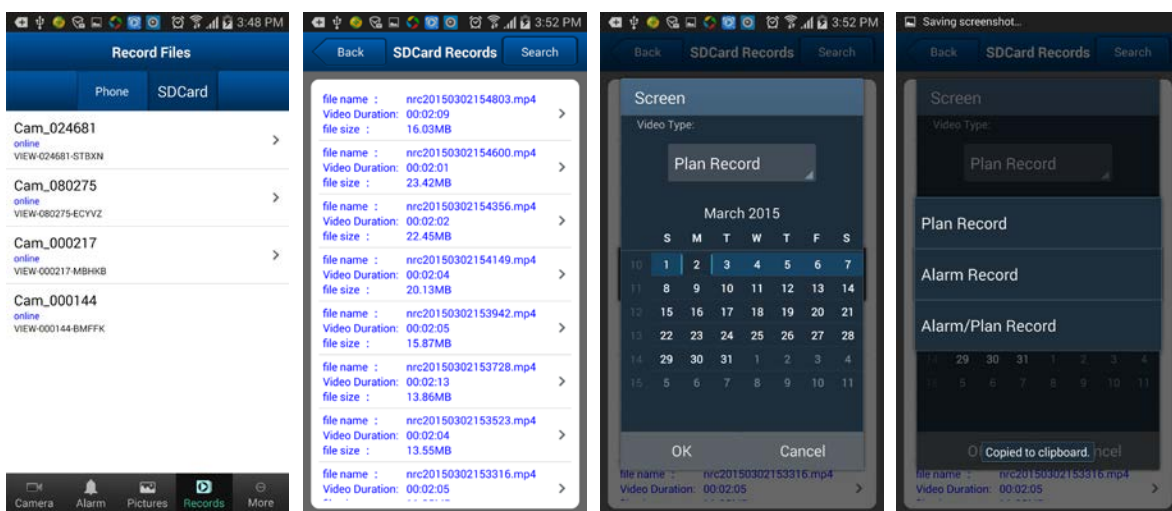 3:48 PM
Record Files
Phone SDCard
Cam_024681
online
VIEW-024681-STBXN
Cam_080275
online
VIEW-080275-ECYVZ
Cam_000217
online
VIEW-000217-MBHKB
Cam_000144
online
VIEW-000144-BMFFK
Camera Alarm Pictures Records More
3:52 PM
Back SDCard Records Search
file name : nrc20150302154803.mp4
Video Duration: 00:02:09
file size : 16.03MB
file name : nrc20150302154600.mp4
Video Duration: 00:02:01
file size : 23.42MB
file name : nrc20150302154356.mp4
Video Duration: 00:02:02
file size : 22.45MB
file name : nrc20150302154149.mp4
Video Duration: 00:02:04
file size : 20.13MB
file name : nrc20150302153942.mp4
Video Duration: 00:02:05
file size : 15.87MB
file name : nrc20150302153728.mp4
Video Duration: 00:02:13
file size : 13.86MB
file name : nrc20150302153523.mp4
Video Duration: 00:02:04
file size : 13.55MB
file name : nrc20150302153316.mp4
Video Duration: 00:02:05
3:52 PM
Back SDCard Records Search
Screen
Video Type:
Plan Record
March 2015
S M T W T F S
10 1 2 3 4 5 6 7
11 8 9 10 11 12 13 14
12 15 16 17 18 19 20 21
13 22 23 24 25 26 27 28
14 29 30 31 1 2 3 4
15 5 6 7 8 9 10 11
OK Cancel
file name : nrc20150302153316.mp4
Video Duration: 00:02:05
Saving screenshot...
Back SDCard Records Search
Screen
Video Type:
Plan Record
Plan Record
Alarm Record
Alarm/Plan Record
14 29 30 31 1 2 3 4
15 5 6 7 8 9 10 11
Copied to clipboard.
file name : nrc20150302153316.mp4
Video Duration: 00:02:05